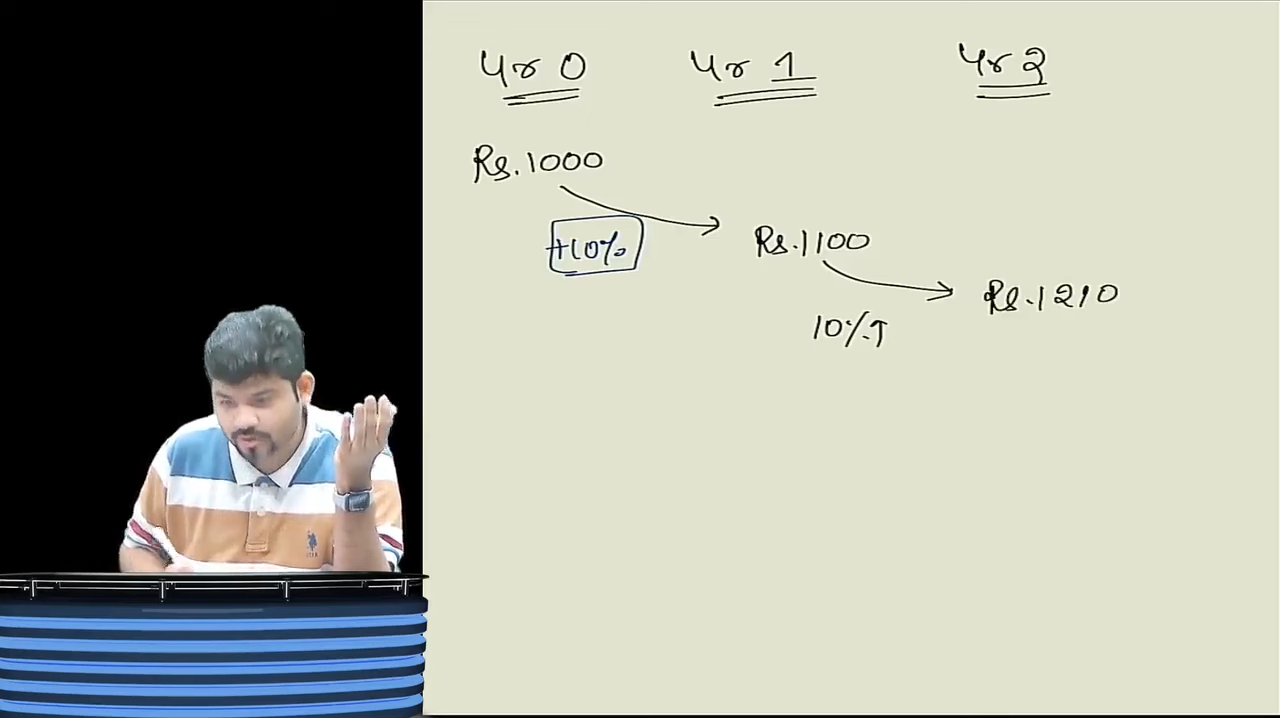 Yr 0 Yr 1 Yr 2
Rs.1000
+10% Rs.1100
10%↑ Rs.1210